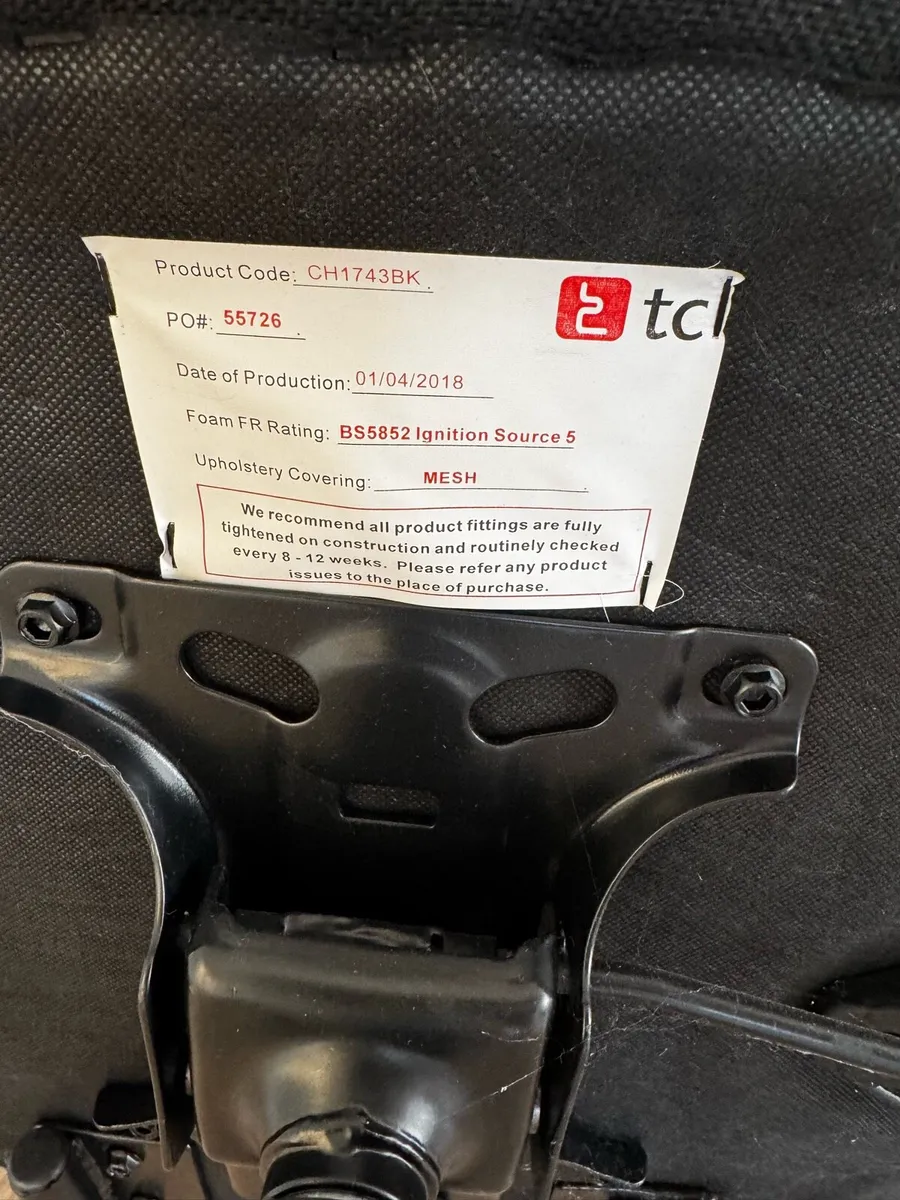 Product Code: CH1743BK .
PO#: 55726 .
tcl
Date of Production: 01/04/2018
Foam FR Rating: BS5852 Ignition Source 5
Upholstery Covering: MESH .
We recommend all product fittings are fully
tightened on construction and routinely checked
every 8 - 12 weeks. Please refer any product
issues to the place of purchase.